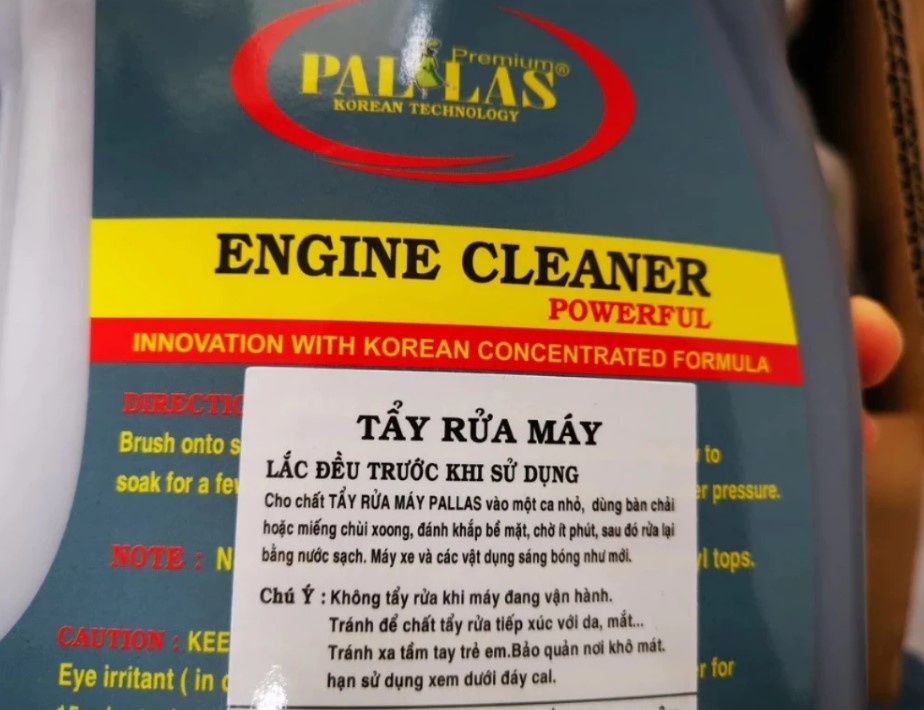 Premium®
PALLAS
KOREAN TECHNOLOGY
ENGINE CLEANER
POWERFUL
INNOVATION WITH KOREAN CONCENTRATED FORMULA
Brush onto to
soak for a pressure.
NOTE : tops.
CAUTION :
Eye irritant ( in for
TẨY RỬA MÁY
LẮC ĐỀU TRƯỚC KHI SỬ DỤNG
Cho chất TẨY RỬA MÁY PALLAS vào một ca nhỏ, dùng bàn chải
hoặc miếng chùi xoong, đánh khắp bề mặt, chờ ít phút, sau đó rửa lại
bằng nước sạch. Máy xe và các vật dụng sáng bóng như mới.
Chú Ý : Không tẩy rửa khi máy đang vận hành.
Tránh để chất tẩy rửa tiếp xúc với da, mắt...
Tránh xa tầm tay trẻ em.Bảo quản nơi khô mát.
hạn sử dụng xem dưới đáy cal.